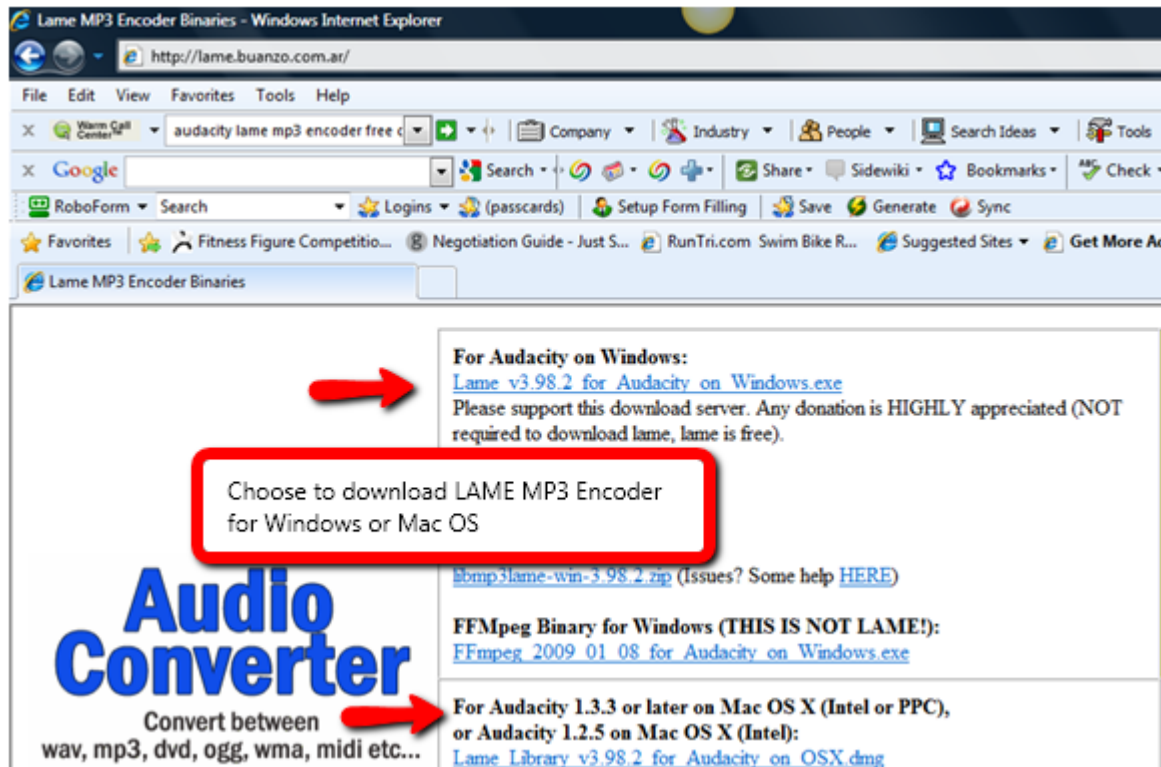 Lame MP3 Encoder Binaries - Windows Internet Explorer
http://lame.buanzo.com.ar/
File Edit View Favorites Tools Help
X Warm Call Center audacity lame mp3 encoder free Company Industry People Search Ideas Tools
X Google Search Share Sidewiki Bookmarks Check
RoboForm Search Logins (passcards) Setup Form Filling Save Generate Sync
Favorites Fitness Figure Competitio... Negotiation Guide - Just S... RunTri.com Swim Bike R... Suggested Sites Get More
Lame MP3 Encoder Binaries
For Audacity on Windows:
Lame_v3.98.2_for_Audacity_on_Windows.exe
Please support this download server. Any donation is HIGHLY appreciated (NOT
required to download lame, lame is free).
Choose to download LAME MP3 Encoder
for Windows or Mac OS
libmp3lame-win-3.98.2.zip (Issues? Some help HERE)
FFMpeg Binary for Windows (THIS IS NOT LAME!):
FFmpeg_2009_01_08_for_Audacity_on_Windows.exe
Audio
Converter
Convert between
wav, mp3, dvd, ogg, wma, midi etc...
For Audacity 1.3.3 or later on Mac OS X (Intel or PPC),
or Audacity 1.2.5 on Mac OS X (Intel):
Lame_Library_v3.98.2_for_Audacity_on_OSX.dmg